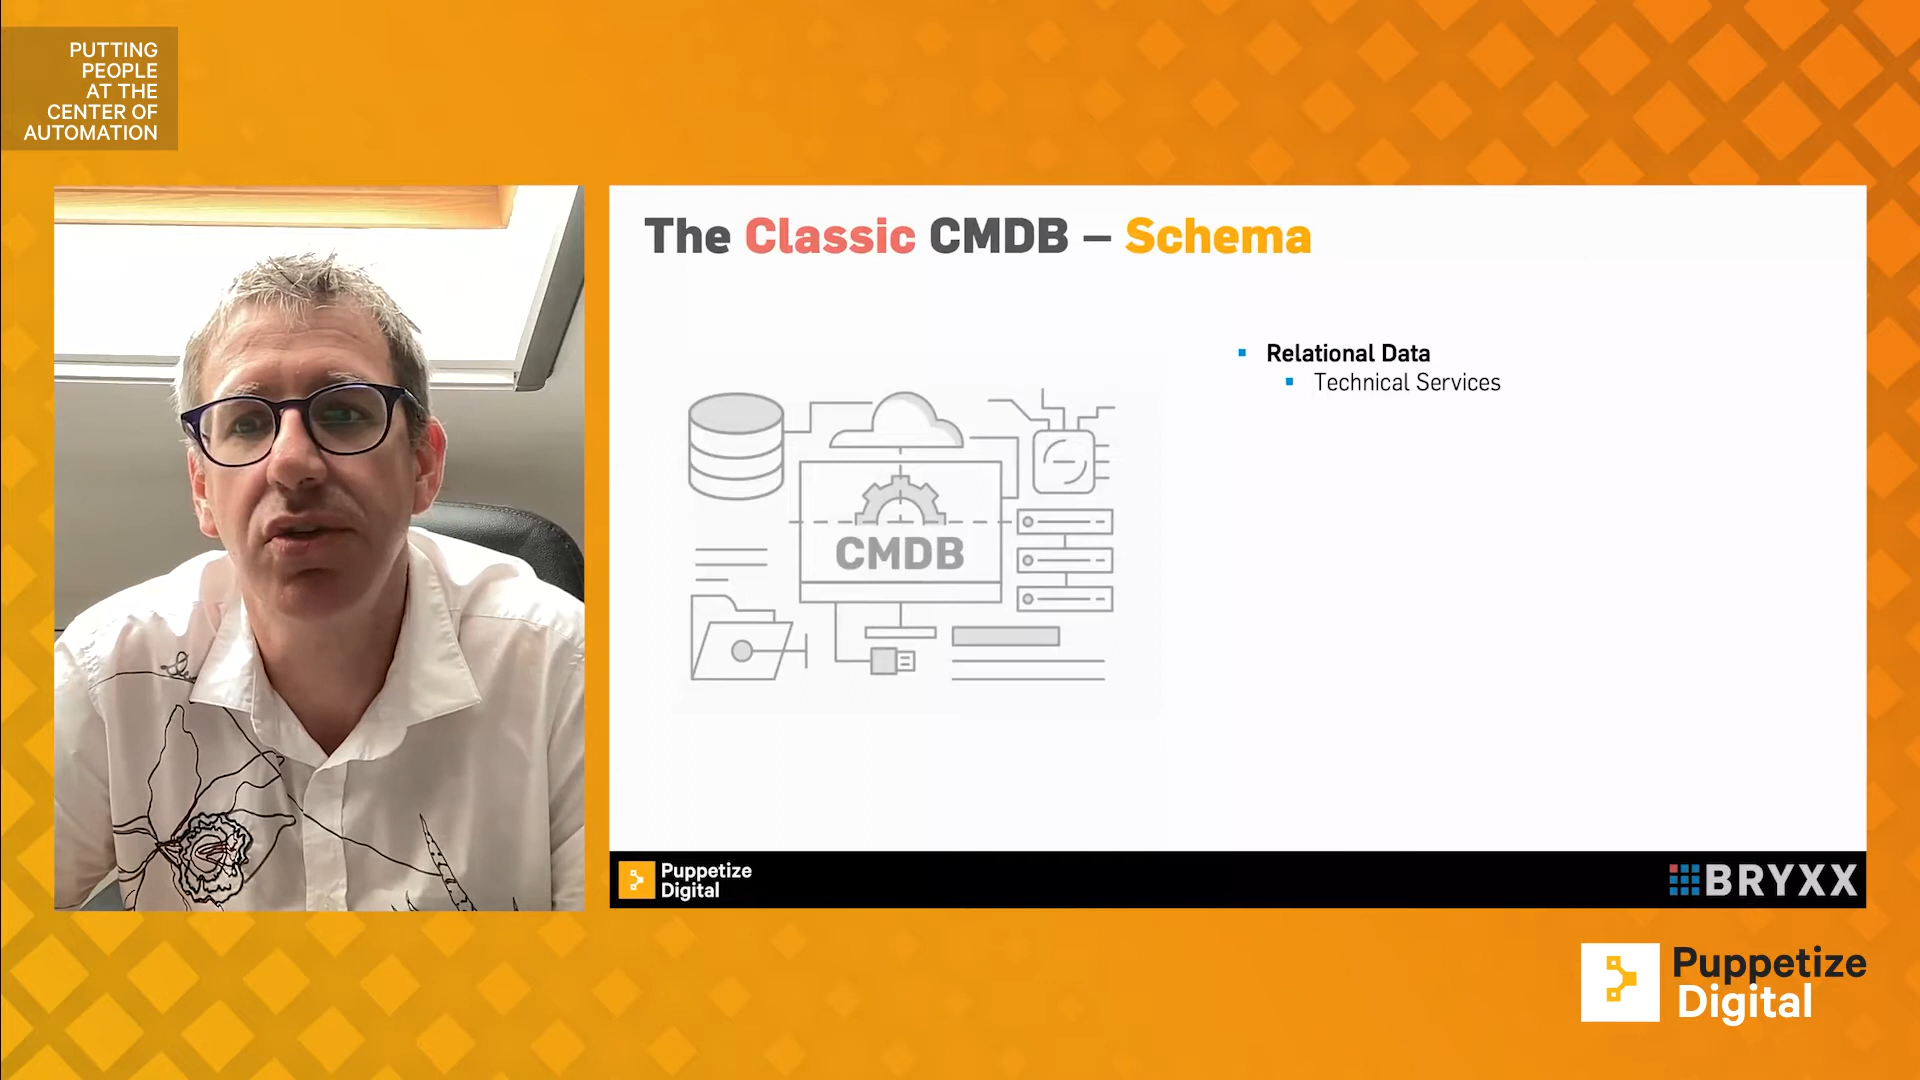 PUTTING
PEOPLE
AT THE
CENTER OF
AUTOMATION
The Classic CMDB – Schema
Relational Data
Technical Services
CMDB
Puppetize
Digital
BRYXX
Puppetize
Digital